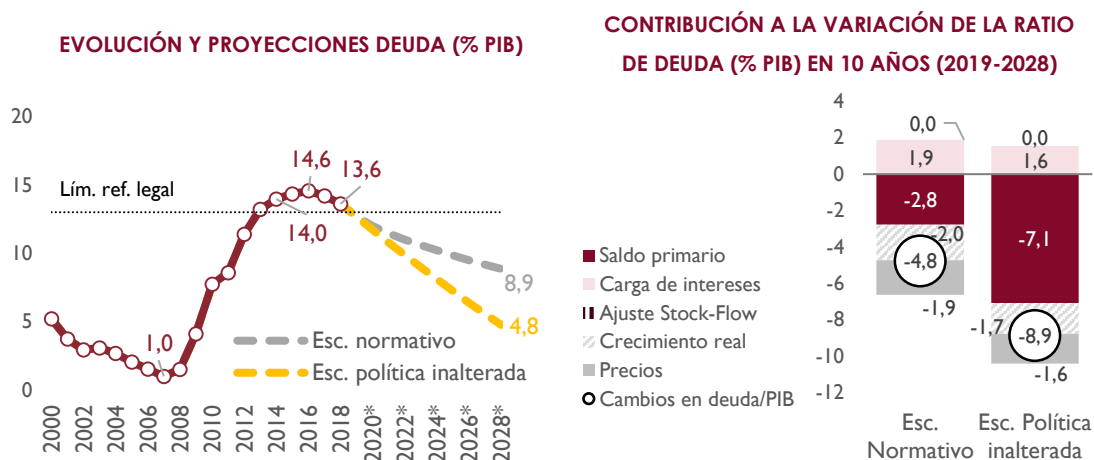 EVOLUCIÓN Y PROYECCIONES DEUDA (% PIB)
20
15
10
5
0
Lím. ref. legal
1,0
14,0
14,6
13,6
8,9
4,8
Esc. normativo
Esc. política inalterada
2000
2002
2004
2006
2008
2010
2012
2014
2016
2018
2020*
2022*
2024*
2026*
2028*
CONTRIBUCIÓN A LA VARIACIÓN DE LA RATIO
DE DEUDA (% PIB) EN 10 AÑOS (2019-2028)
4
2
0
-2
-4
-6
-8
-10
-12
Saldo primario
Carga de intereses
Ajuste Stock-Flow
Crecimiento real
Precios
Cambios en deuda/PIB
0,0
1,9
-2,8
-2,0
-4,8
-1,9
0,0
1,6
-7,1
-1,7
-8,9
-1,6
Esc.
Normativo
Esc. Política
inalterada